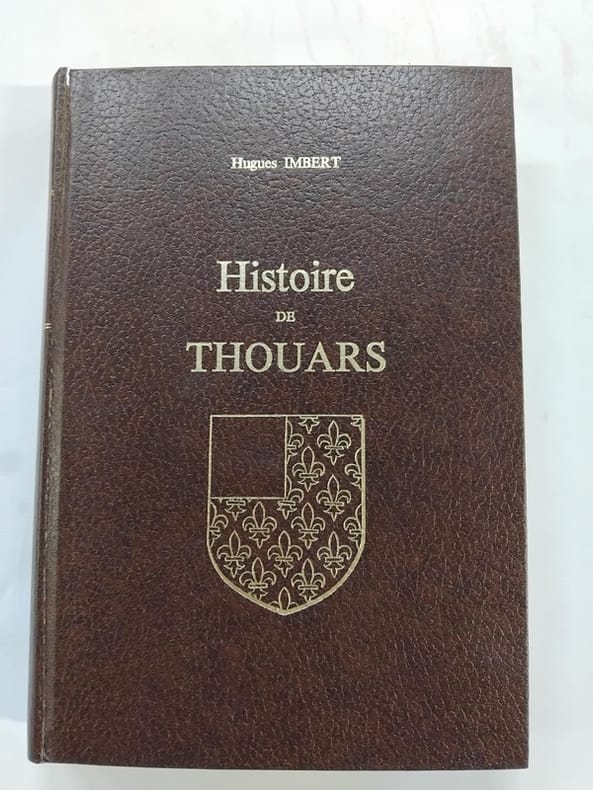 Hugues IMBERT
Histoire
DE
THOUARS